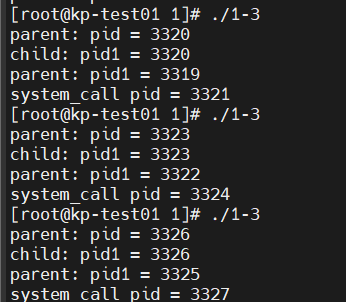 [root@kp-test01 1]# ./1-3
parent: pid = 3320
child: pid1 = 3320
parent: pid1 = 3319
system_call pid = 3321
[root@kp-test01 1]# ./1-3
parent: pid = 3323
child: pid1 = 3323
parent: pid1 = 3322
system_call pid = 3324
[root@kp-test01 1]# ./1-3
parent: pid = 3326
child: pid1 = 3326
parent: pid1 = 3325
system call pid = 3327